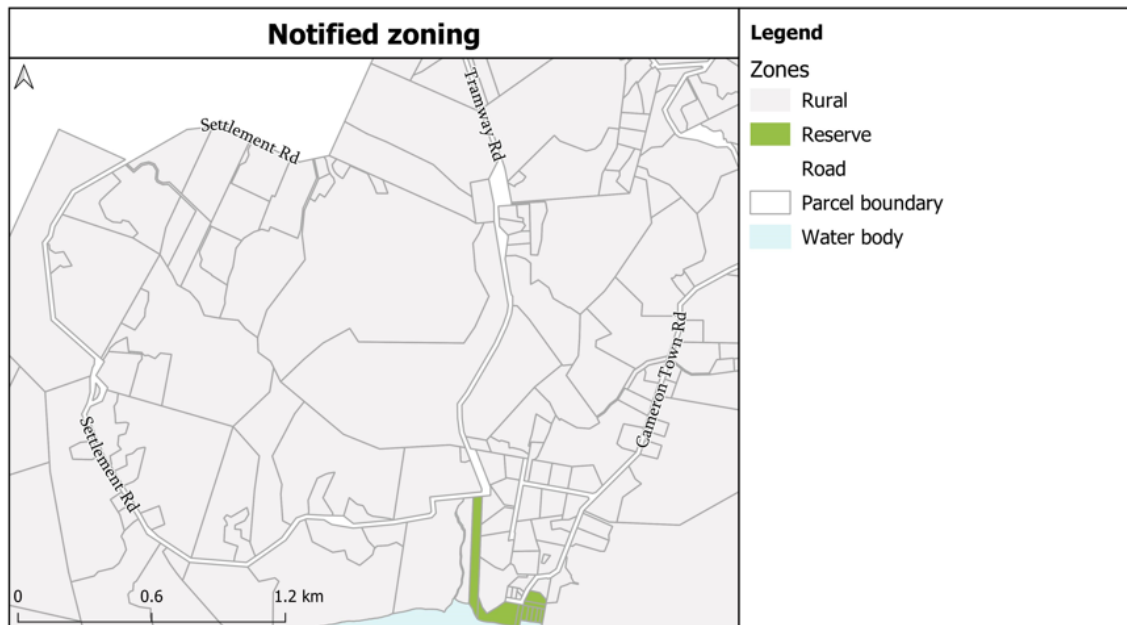 Notified zoning
Legend
Zones
Rural
Reserve
Road
Parcel boundary
Water body
Tramway Rd
Settlement Rd
Cameron Town Rd
Settlement Rd
0 0.6 1.2 km